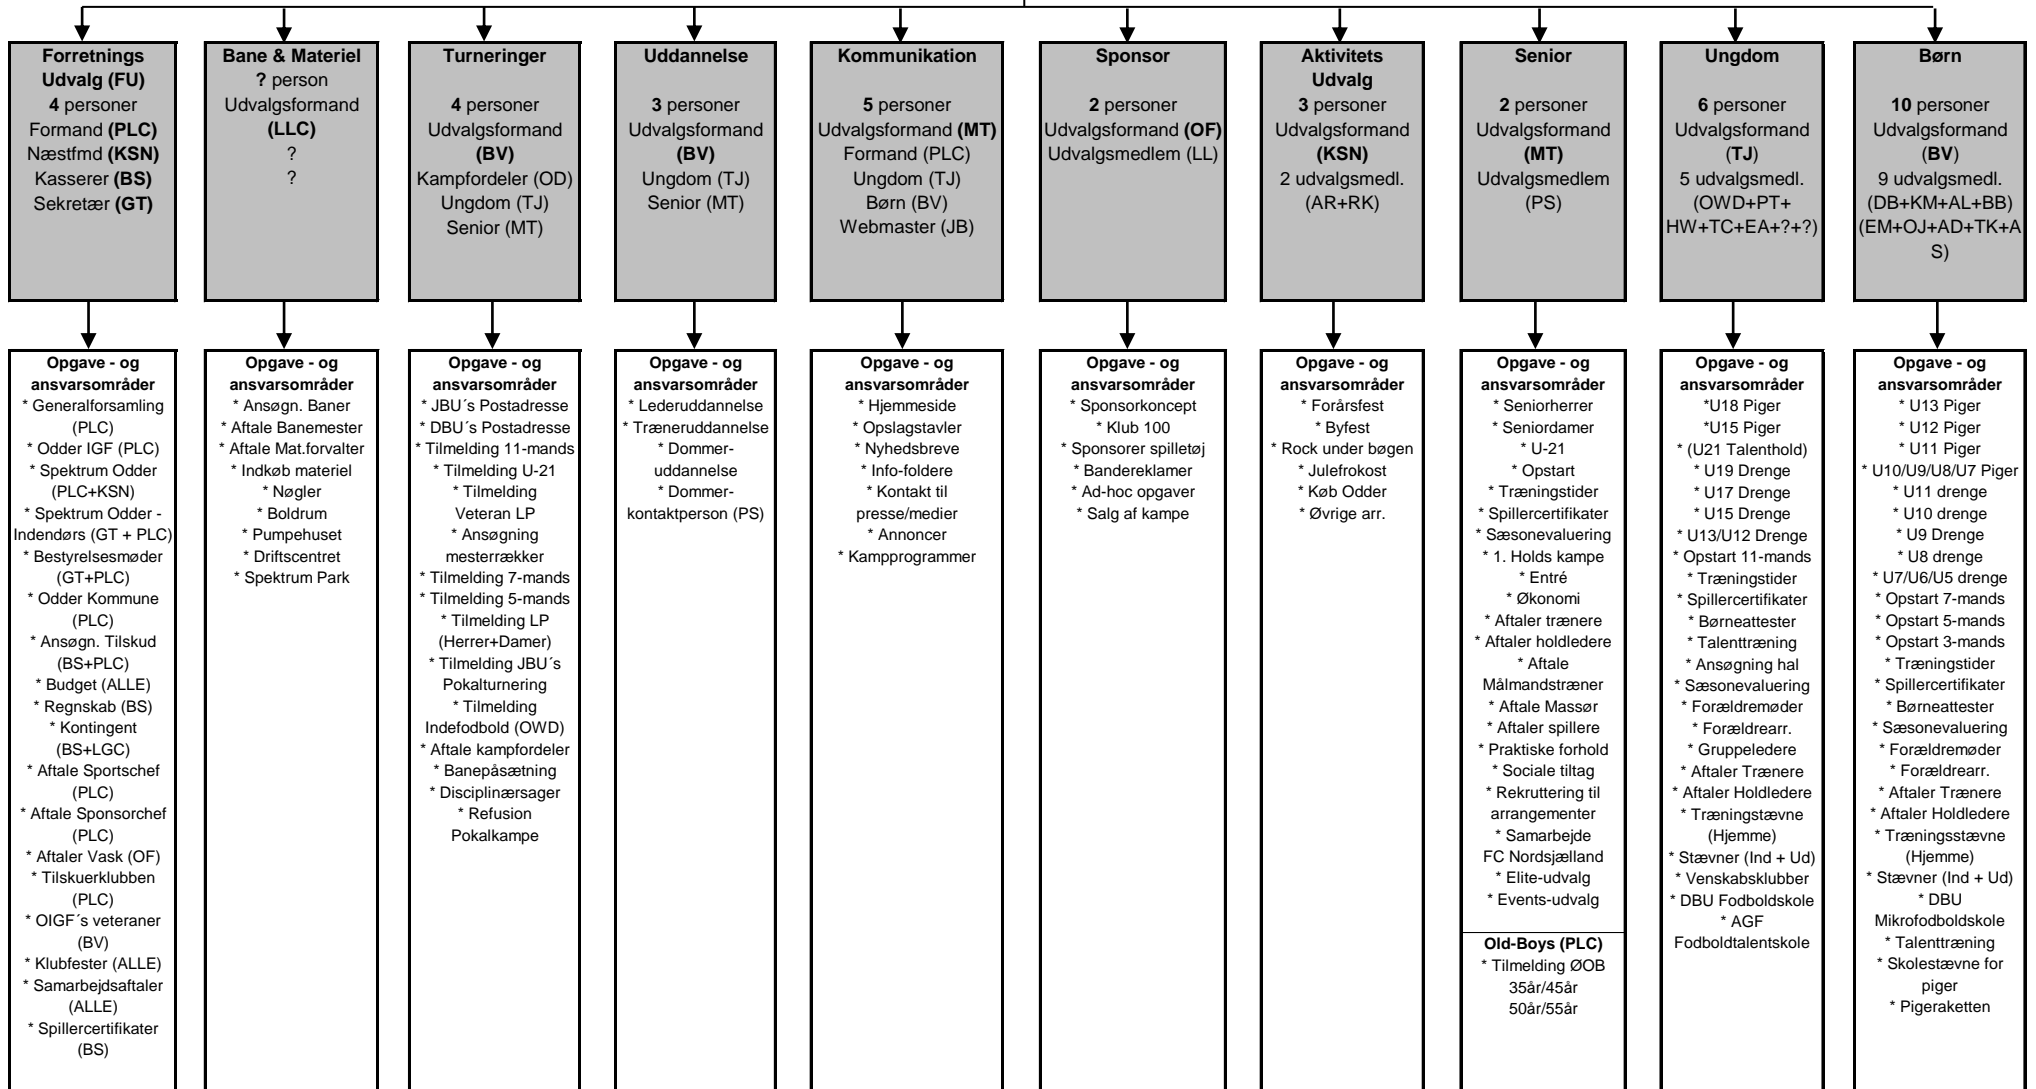 Forretnings
Udvalg (FU)
4 personer
Formand (PLC)
Næstfmd (KSN)
Kasserer (BS)
Sekretær (GT)
Bane & Materiel
? person
Udvalgsformand
(LLC)
?
?
Turneringer
4 personer
Udvalgsformand
(BV)
Kampfordeler (OD)
Ungdom (TJ)
Senior (MT)
Uddannelse
3 personer
Udvalgsformand
(BV)
Ungdom (TJ)
Senior (MT)
Kommunikation
5 personer
Udvalgsformand (MT)
Formand (PLC)
Ungdom (TJ)
Børn (BV)
Webmaster (JB)
Sponsor
2 personer
Udvalgsformand (OF)
Udvalgsmedlem (LL)
Aktivitets
Udvalg
3 personer
Udvalgsformand
(KSN)
2 udvalgsmedl.
(AR+RK)
Senior
2 personer
Udvalgsformand
(MT)
Udvalgsmedlem
(PS)
Ungdom
6 personer
Udvalgsformand
(TJ)
5 udvalgsmedl.
(OWD+PT+
HW+TC+EA+?+?)
Børn
10 personer
Udvalgsformand
(BV)
9 udvalgsmedl.
(DB+KM+AL+BB)
(EM+OJ+AD+TK+A
S)
Opgave - og
ansvarsområder
* Generalforsamling
(PLC)
* Odder IGF (PLC)
* Spektrum Odder
(PLC+KSN)
* Spektrum Odder -
Indendørs (GT + PLC)
* Bestyrelsesmøder
(GT+PLC)
* Odder Kommune
(PLC)
* Ansøgn. Tilskud
(BS+PLC)
* Budget (ALLE)
* Regnskab (BS)
* Kontingent
(BS+LGC)
* Aftale Sportschef
(PLC)
* Aftale Sponsorchef
(PLC)
* Aftaler Vask (OF)
* Tilskuerklubben
(PLC)
* OIGF´s veteraner
(BV)
* Klubfester (ALLE)
* Samarbejdsaftaler
(ALLE)
* Spillercertifikater
(BS)
Opgave - og
ansvarsområder
* Ansøgn. Baner
* Aftale Banemester
* Aftale Mat.forvalter
* Indkøb materiel
* Nøgler
* Boldrum
* Pumpehuset
* Driftscentret
* Spektrum Park
Opgave - og
ansvarsområder
* JBU´s Postadresse
* DBU´s Postadresse
* Tilmelding 11-mands
* Tilmelding U-21
* Tilmelding
Veteran LP
* Ansøgning
mesterrækker
* Tilmelding 7-mands
* Tilmelding 5-mands
* Tilmelding LP
(Herrer+Damer)
* Tilmelding JBU´s
Pokalturnering
* Tilmelding
Indefodbold (OWD)
* Aftale kampfordeler
* Banepåsætning
* Disciplinærsager
* Refusion
Pokalkampe
Opgave - og
ansvarsområder
* Lederuddannelse
* Træneruddannelse
* Dommer-
uddannelse
* Dommer-
kontaktperson (PS)
Opgave - og
ansvarsområder
* Hjemmeside
* Opslagstavler
* Nyhedsbreve
* Info-foldere
* Kontakt til
presse/medier
* Annoncer
* Kampprogrammer
Opgave - og
ansvarsområder
* Sponsorkoncept
* Klub 100
* Sponsorer spilletøj
* Bandereklamer
* Ad-hoc opgaver
* Salg af kampe
Opgave - og
ansvarsområder
* Forårsfest
* Byfest
* Rock under bøgen
* Julefrokost
* Køb Odder
* Øvrige arr.
Opgave - og
ansvarsområder
* Seniorherrer
* Seniordamer
* U-21
* Opstart
* Træningstider
* Spillercertifikater
* Sæsonevaluering
* 1. Holds kampe
* Entré
* Økonomi
* Aftaler trænere
* Aftaler holdledere
* Aftale
Målmandstræner
* Aftale Massør
* Aftaler spillere
* Praktiske forhold
* Sociale tiltag
* Rekruttering til
arrangementer
* Samarbejde
FC Nordsjælland
* Elite-udvalg
* Events-udvalg
Old-Boys (PLC)
* Tilmelding ØOB
35år/45år
50år/55år
Opgave - og
ansvarsområder
*U18 Piger
*U15 Piger
* (U21 Talenthold)
* U19 Drenge
* U17 Drenge
* U15 Drenge
* U13/U12 Drenge
* Opstart 11-mands
* Træningstider
* Spillercertifikater
* Børneattester
* Talenttræning
* Ansøgning hal
* Sæsonevaluering
* Forældremøder
* Forældrearr.
* Gruppeledere
* Aftaler Trænere
* Aftaler Holdledere
* Træningstævne
(Hjemme)
* Stævner (Ind + Ud)
* Venskabsklubber
* DBU Fodboldskole
* AGF
Fodboldtalentskole
Opgave - og
ansvarsområder
* U13 Piger
* U12 Piger
* U11 Piger
* U10/U9/U8/U7 Piger
* U11 drenge
* U10 drenge
* U9 Drenge
* U8 drenge
* U7/U6/U5 drenge
* Opstart 7-mands
* Opstart 5-mands
* Opstart 3-mands
* Træningstider
* Spillercertifikater
* Børneattester
* Sæsonevaluering
* Forældremøder
* Forældrearr.
* Aftaler Trænere
* Aftaler Holdledere
* Træningsstævne
(Hjemme)
* Stævner (Ind + Ud)
* DBU
Mikrofodboldskole
* Talenttræning
* Skolestævne for
piger
* Pigeraketten